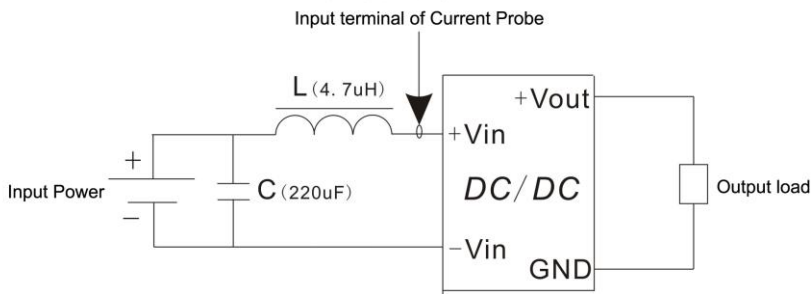 Input terminal of Current Probe
L (4. 7uH)
+Vout
+
+Vin
Input Power
C (220uF)
DC/DC
Output load
−
−Vin
GND